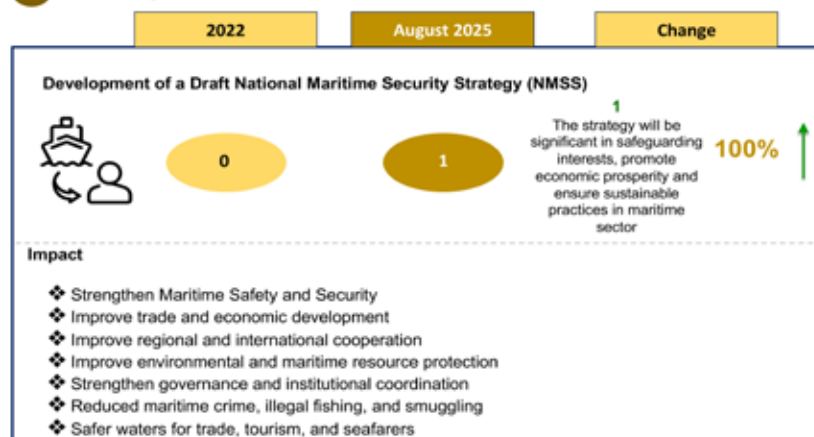 2022
August 2025
Change
Development of a Draft National Maritime Security Strategy (NMSS)
0
1
1
The strategy will be
significant in safeguarding
interests, promote
economic prosperity and
ensure sustainable
practices in maritime
sector
100%
Impact
❖ Strengthen Maritime Safety and Security
❖ Improve trade and economic development
❖ Improve regional and international cooperation
❖ Improve environmental and maritime resource protection
❖ Strengthen governance and institutional coordination
❖ Reduced maritime crime, illegal fishing, and smuggling
❖ Safer waters for trade, tourism, and seafarers